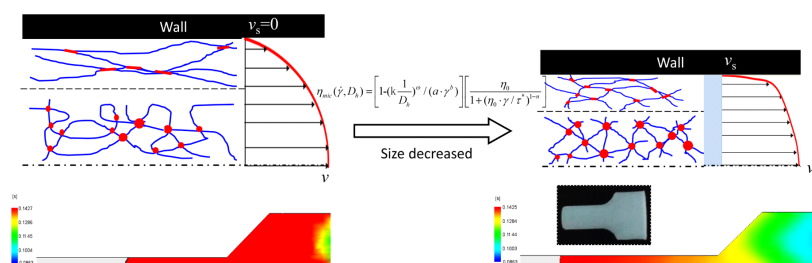 Wall
v_s=0
Wall
v_s
η_mic(γ̇,D_h)=[1-(k 1/D_h)^m/(a·γ^b)][η_0/1+(η_0·γ/τ*)^(1-n)]
Size decreased
v
v
[s]
0.1427
0.1286
0.1144
0.1004
0.0863
[s]
0.1425
0.1284
0.1145
0.1003
0.0863